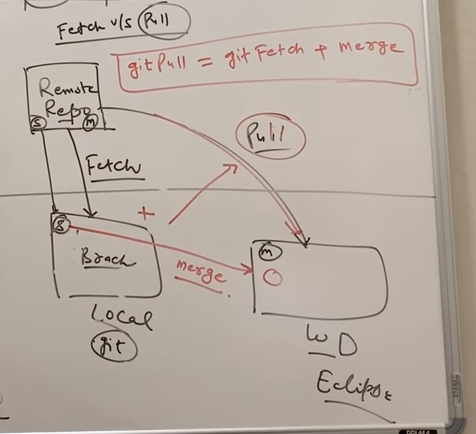 Fetch v/s Pull
git Pull = git Fetch + merge
Remote
Repo
S m
Pull
Fetch
+
S
Brach
merge
m
Local
git
WD
Eclipse